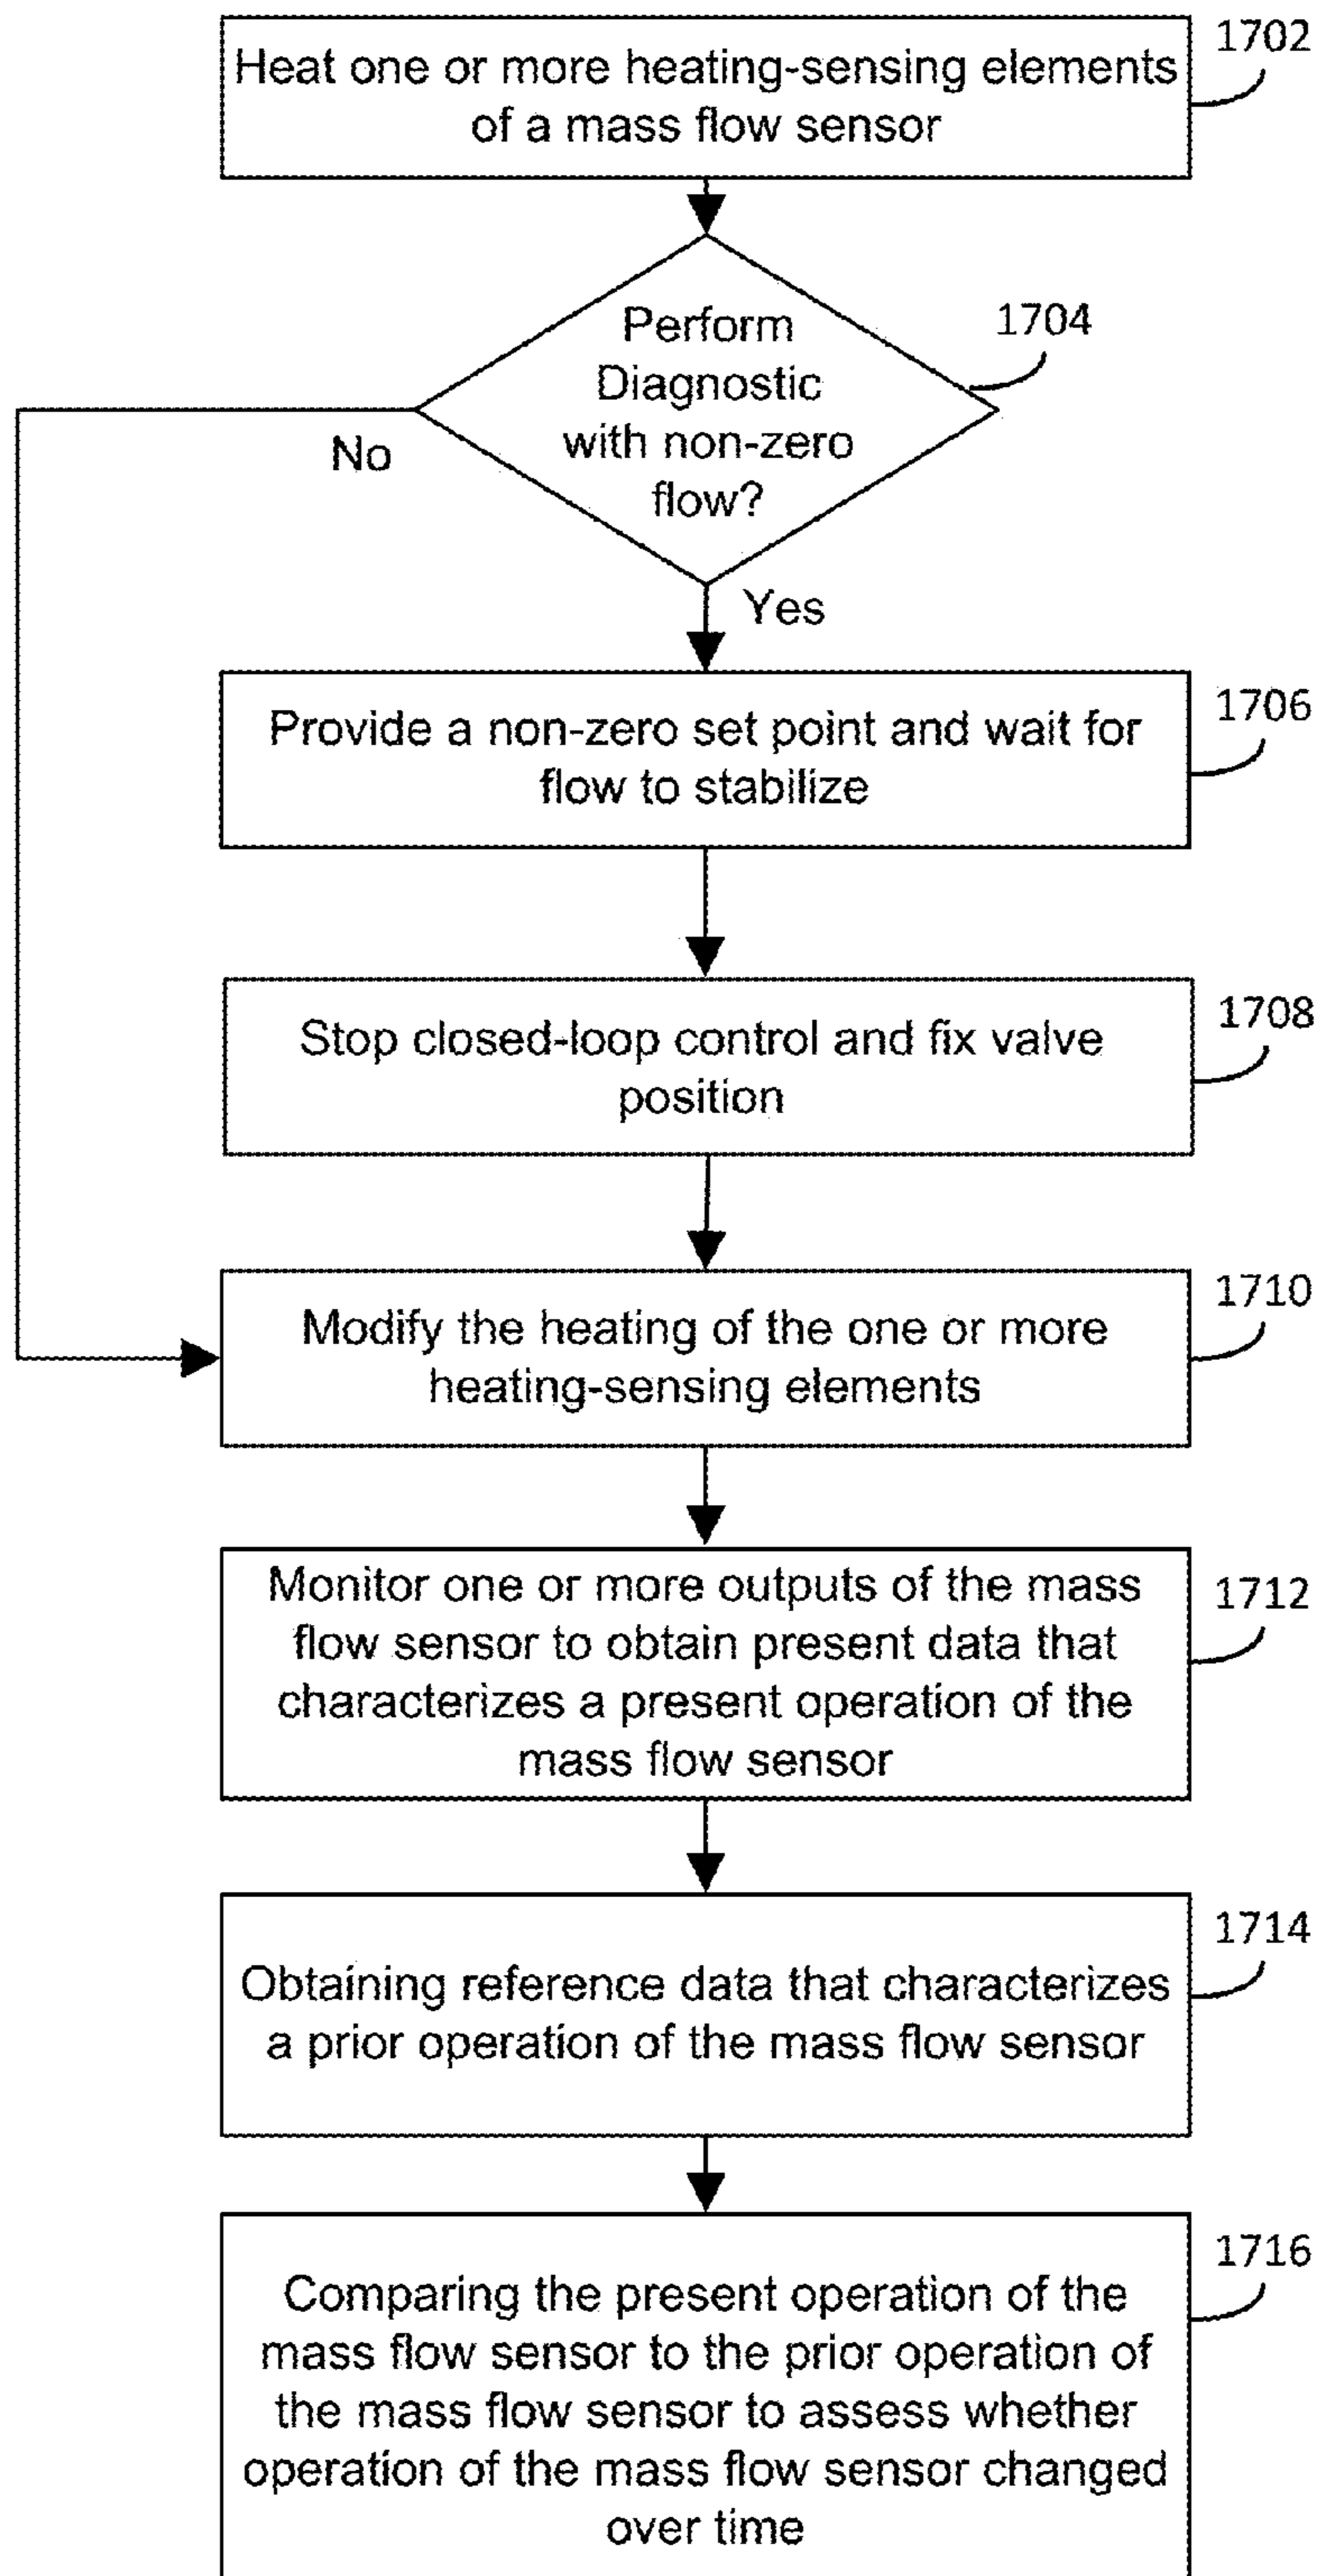 1702
Heat one or more heating-sensing elements
of a mass flow sensor
1704
Perform
Diagnostic
with non-zero
flow?
No
Yes
1706
Provide a non-zero set point and wait for
flow to stabilize
1708
Stop closed-loop control and fix valve
position
1710
Modify the heating of the one or more
heating-sensing elements
1712
Monitor one or more outputs of the mass
flow sensor to obtain present data that
characterizes a present operation of the
mass flow sensor
1714
Obtaining reference data that characterizes
a prior operation of the mass flow sensor
1716
Comparing the present operation of the
mass flow sensor to the prior operation of
the mass flow sensor to assess whether
operation of the mass flow sensor changed
over time